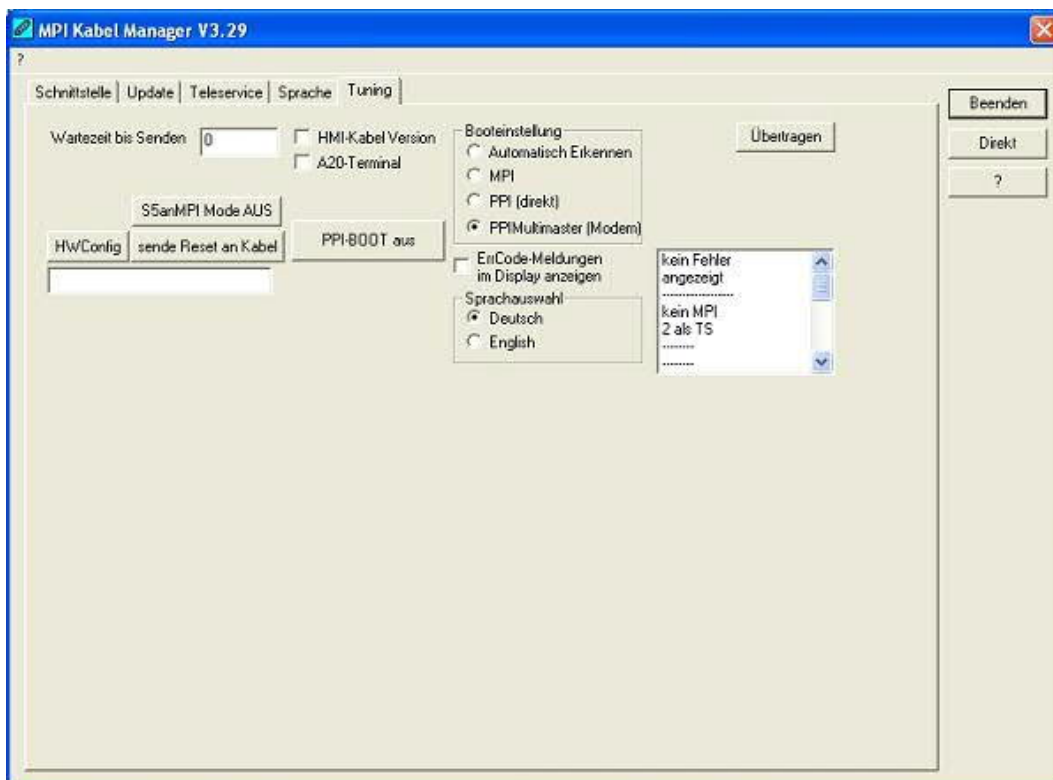 MPI Kabel Manager V3.29
?
Schnittstelle
Update
Teleservice
Sprache
Tuning
Beenden
Direkt
?
Wartezeit bis Senden
0
HMI-Kabel Version
A20-Terminal
Booteinstellung
Automatisch Erkennen
MPI
PPI (direkt)
PPIMultimaster (Modem)
Übertragen
S5anMPI Mode AUS
HWConfig
sende Reset an Kabel
PPI-BOOT aus
ErrCode-Meldungen
im Display anzeigen
Sprachauswahl
Deutsch
English
kein Fehler
angezeigt
------------------
kein MPI
2 als TS
--------
--------